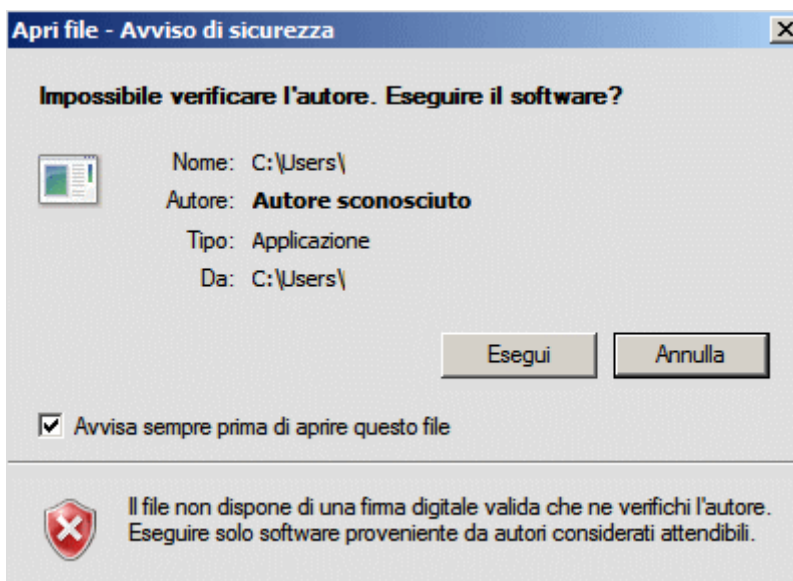 Apri file - Avviso di sicurezza
Impossibile verificare l'autore. Eseguire il software?
Nome: C:\Users\
Autore: Autore sconosciuto
Tipo: Applicazione
Da: C:\Users\
Esegui Annulla
Avvisa sempre prima di aprire questo file
Il file non dispone di una firma digitale valida che ne verifichi l'autore.
Eseguire solo software proveniente da autori considerati attendibili.